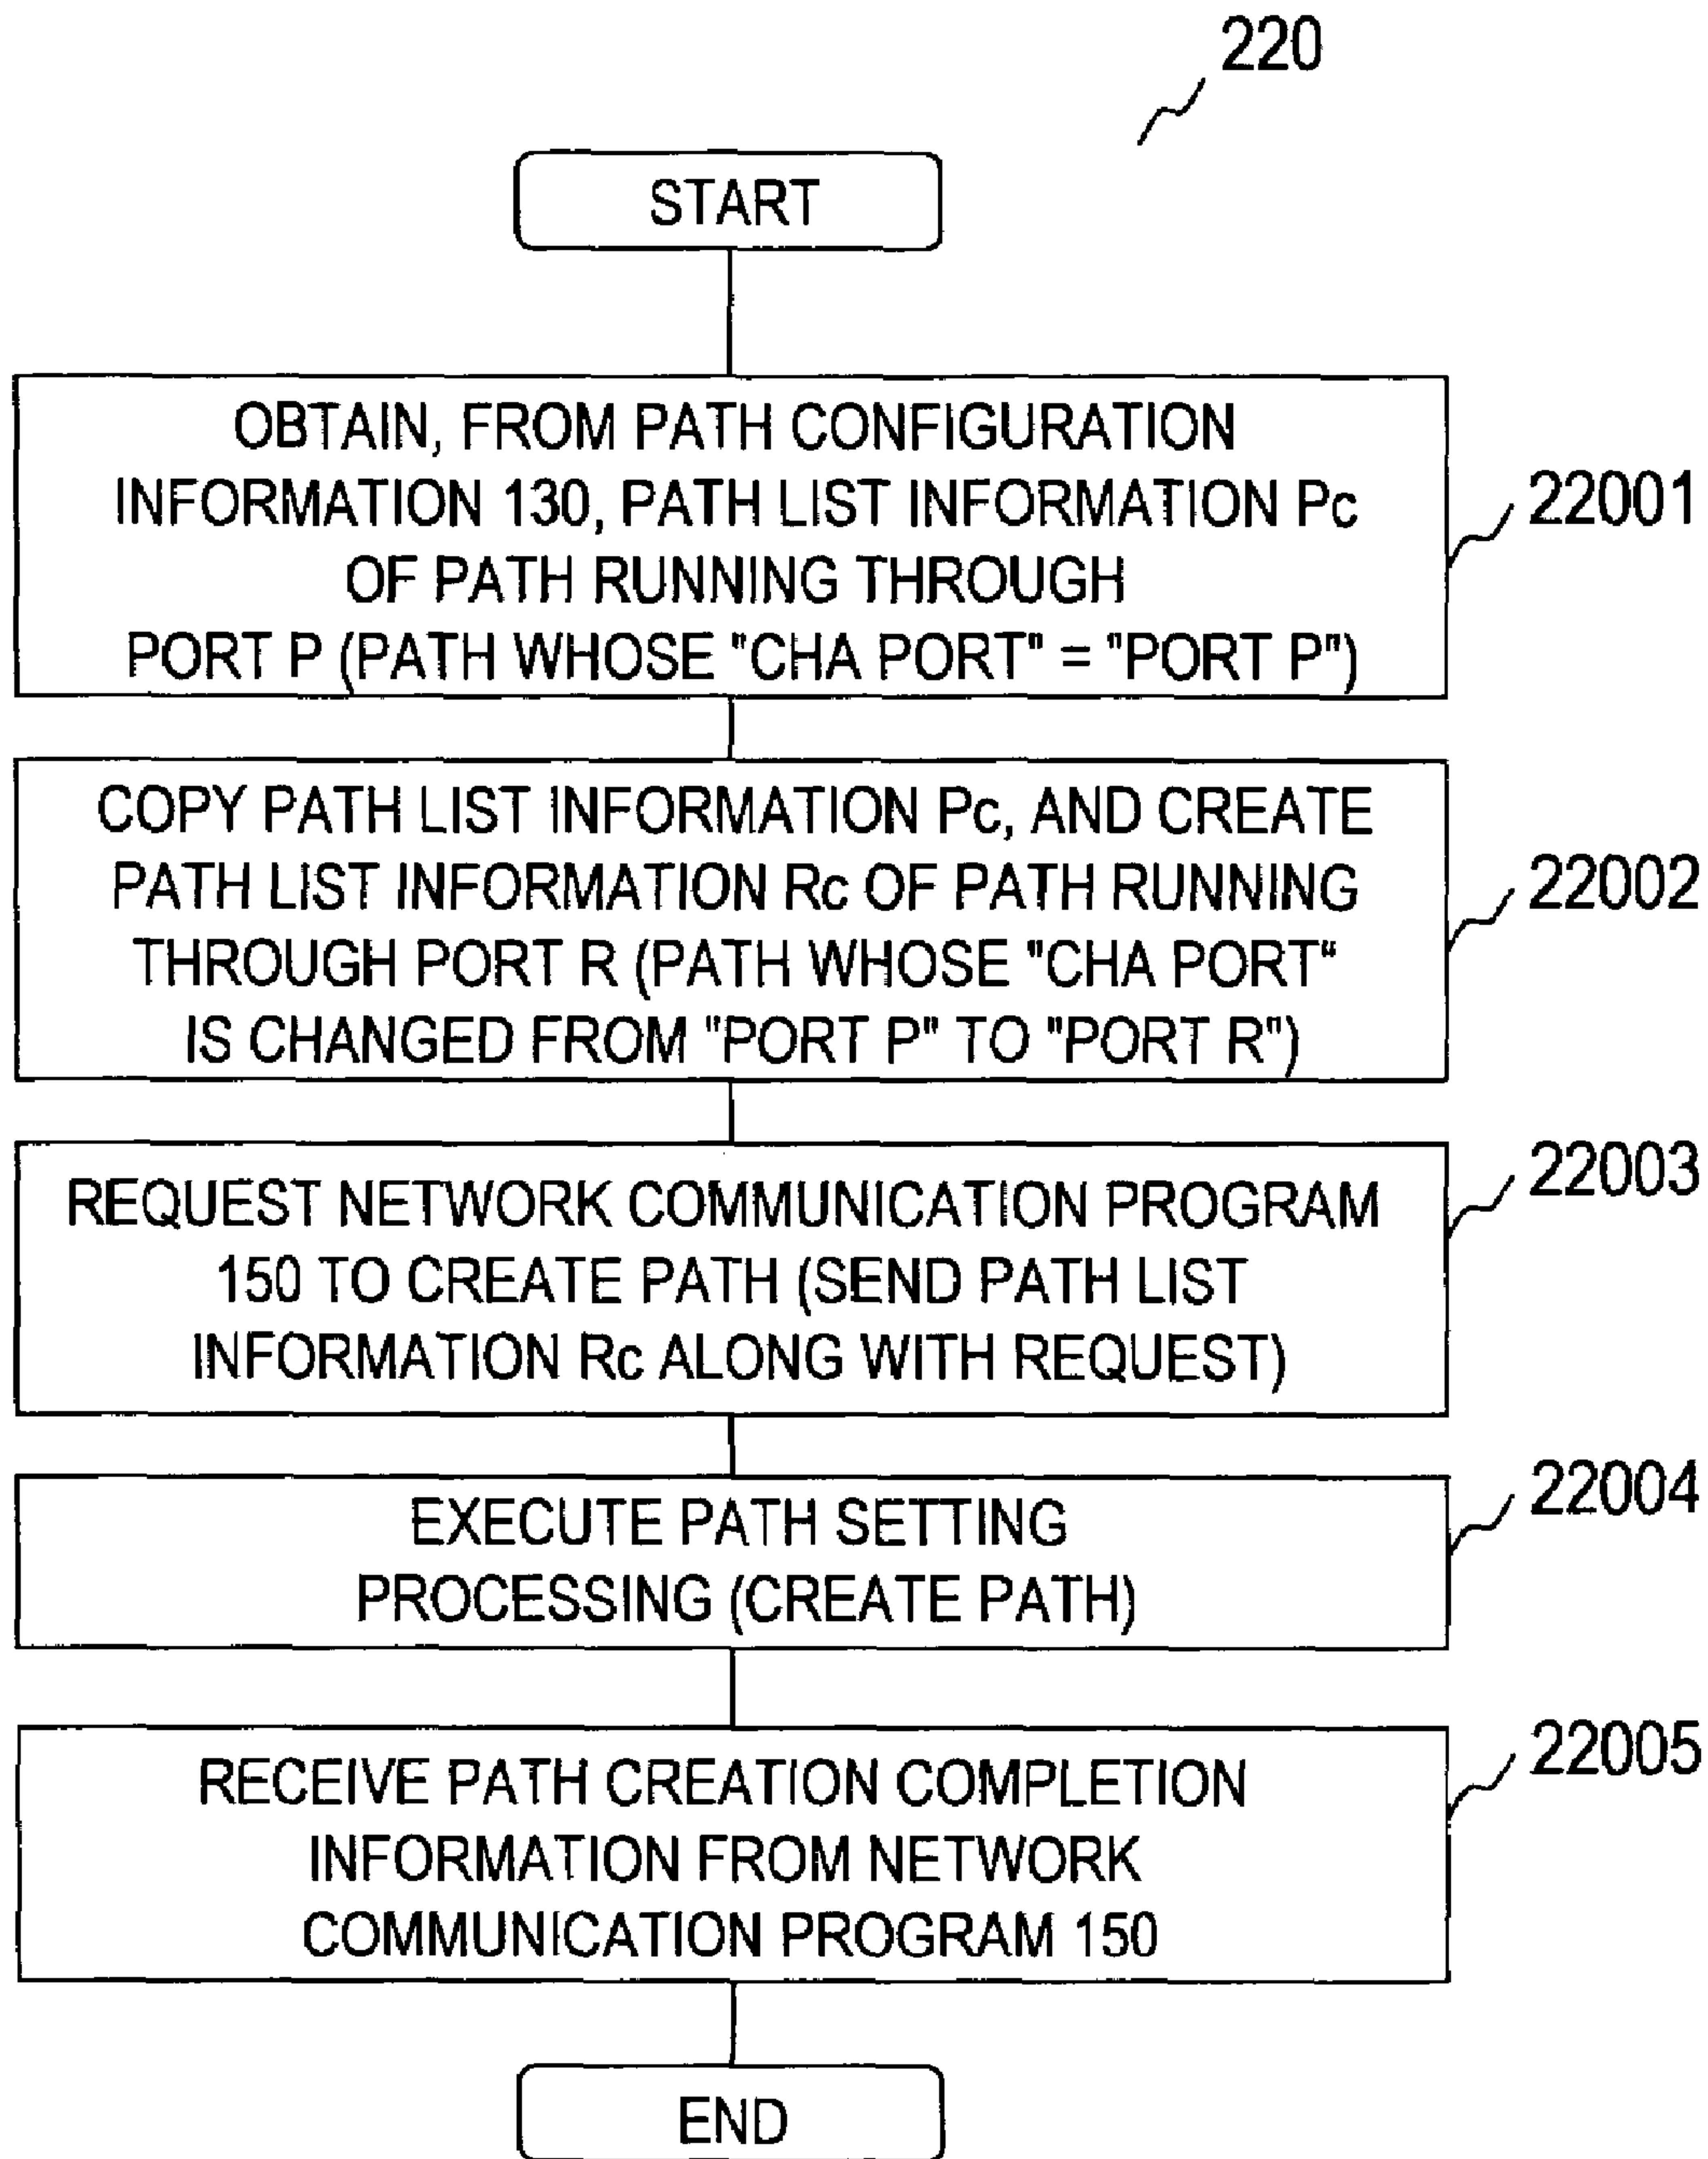 220
START
OBTAIN, FROM PATH CONFIGURATION
INFORMATION 130, PATH LIST INFORMATION Pc
OF PATH RUNNING THROUGH
PORT P (PATH WHOSE "CHA PORT" = "PORT P")
22001
COPY PATH LIST INFORMATION Pc, AND CREATE
PATH LIST INFORMATION Rc OF PATH RUNNING
THROUGH PORT R (PATH WHOSE "CHA PORT"
IS CHANGED FROM "PORT P" TO "PORT R")
22002
REQUEST NETWORK COMMUNICATION PROGRAM
150 TO CREATE PATH (SEND PATH LIST
INFORMATION Rc ALONG WITH REQUEST)
22003
EXECUTE PATH SETTING
PROCESSING (CREATE PATH)
22004
RECEIVE PATH CREATION COMPLETION
INFORMATION FROM NETWORK
COMMUNICATION PROGRAM 150
22005
END